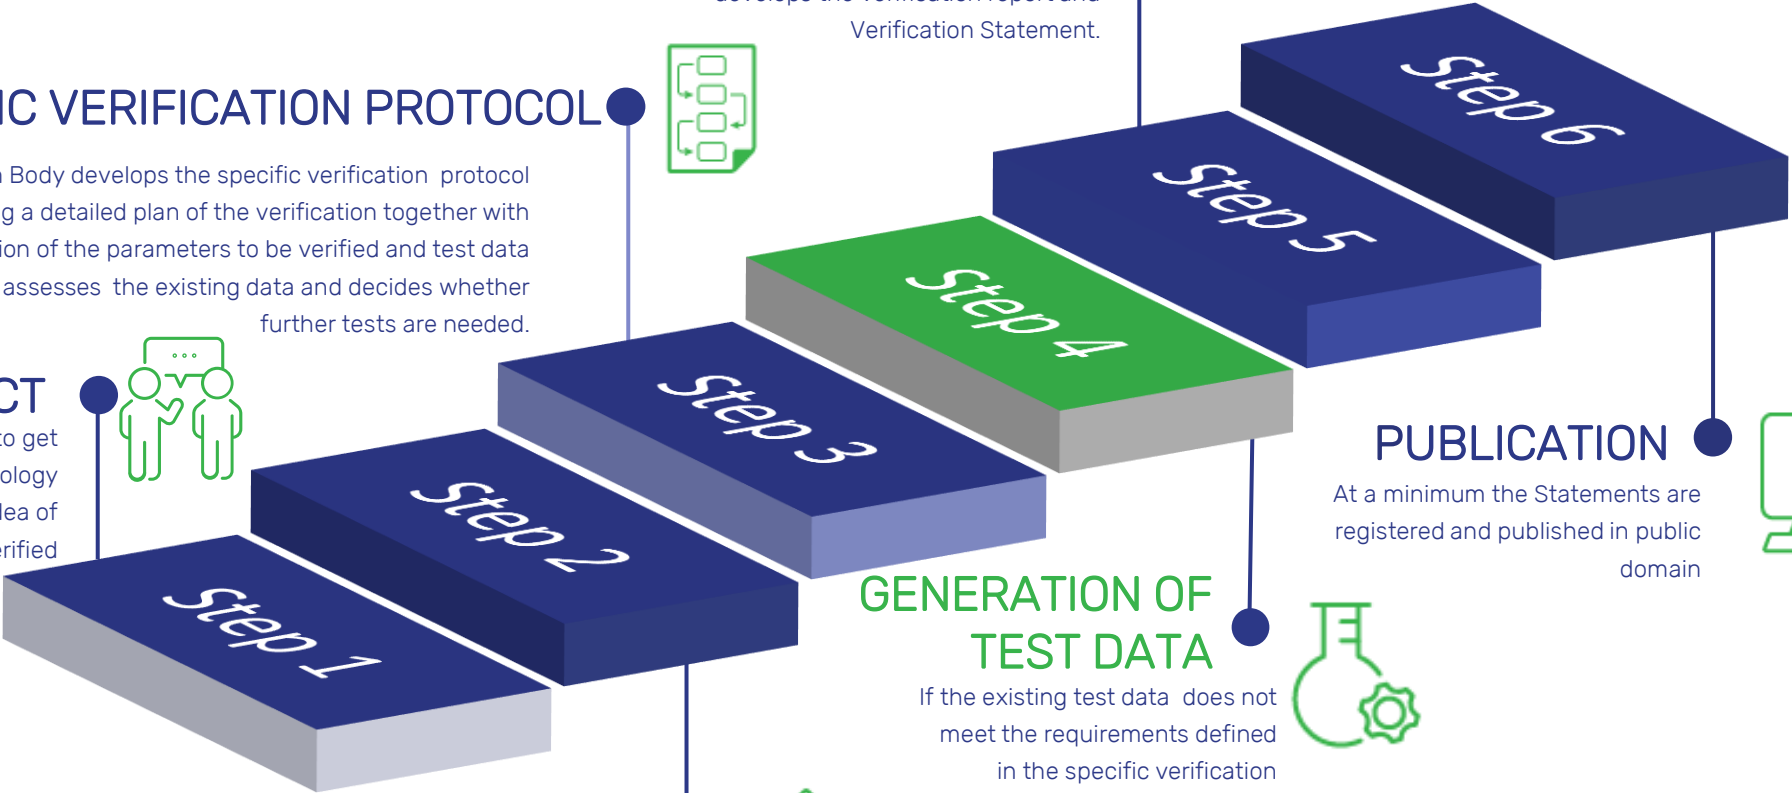 Verification Statement.
IC VERIFICATION PROTOCOL
Body develops the specific verification protocol
g a detailed plan of the verification together with
ion of the parameters to be verified and test data
assesses the existing data and decides whether
further tests are needed.
CT
to get
ology
dea of
erified
Step 1
Step 2
Step 3
Step 4
Step 5
Step 6
GENERATION OF
TEST DATA
If the existing test data does not
meet the requirements defined
in the specific verification
PUBLICATION
At a minimum the Statements are
registered and published in public
domain